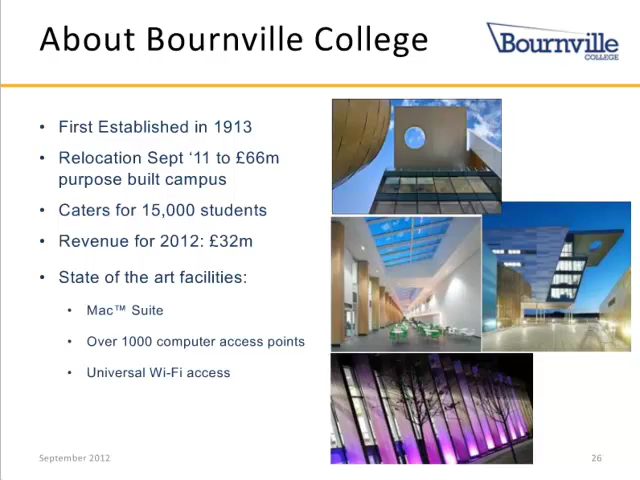 About Bournville College
Bournville
COLLEGE
• First Established in 1913
• Relocation Sept ‘11 to £66m
purpose built campus
• Caters for 15,000 students
• Revenue for 2012: £32m
• State of the art facilities:
• Mac™ Suite
• Over 1000 computer access points
• Universal Wi-Fi access
September 2012
26